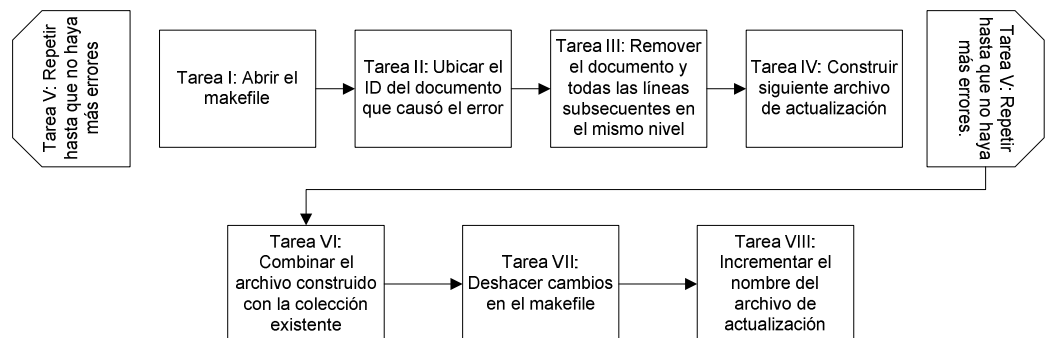 Tarea V: Repetir
hasta que no haya
más errores
Tarea I: Abrir el
makefile
Tarea II: Ubicar el
ID del documento
que causó el error
Tarea III: Remover
el documento y
todas las líneas
subsecuentes en
el mismo nivel
Tarea IV: Construir
siguiente archivo
de actualización
Tarea V: Repetir
hasta que no haya
más errores.
Tarea VI:
Combinar el
archivo construido
con la colección
existente
Tarea VII:
Deshacer cambios
en el makefile
Tarea VIII:
Incrementar el
nombre del
archivo de
actualización